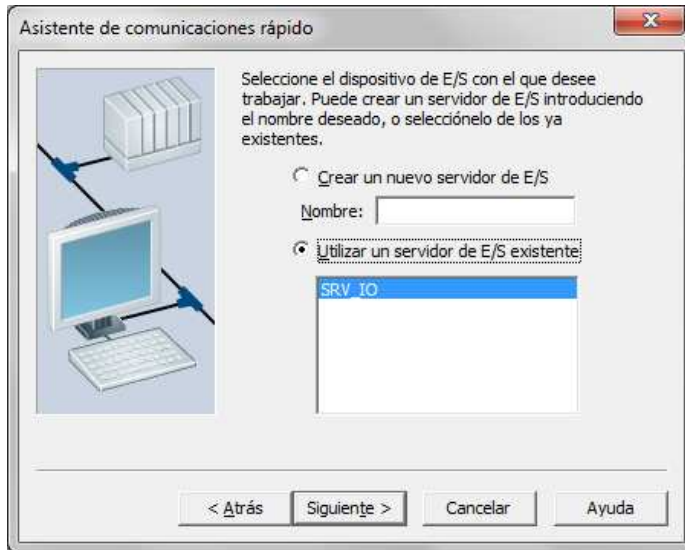 Asistente de comunicaciones rápido
Seleccione el dispositivo de E/S con el que desee
trabajar. Puede crear un servidor de E/S introduciendo
el nombre deseado, o selecciónelo de los ya
existentes.
Crear un nuevo servidor de E/S
Nombre:
Utilizar un servidor de E/S existente
SRV_IO
< Atrás Siguiente > Cancelar Ayuda